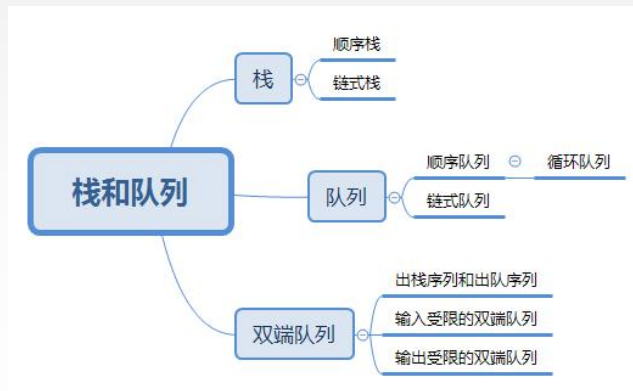 栈和队列
栈
顺序栈
链式栈
队列
顺序队列
循环队列
链式队列
双端队列
出栈序列和出队序列
输入受限的双端队列
输出受限的双端队列